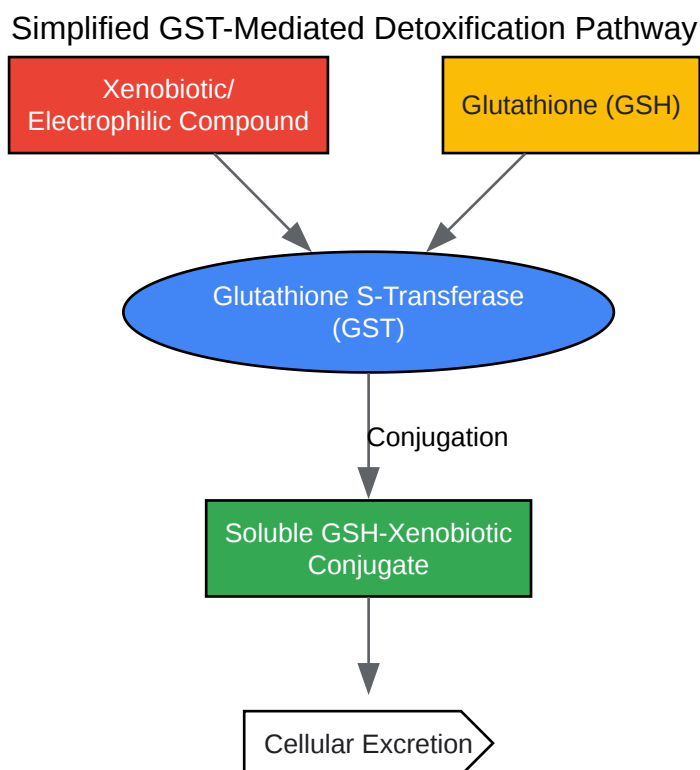 Simplified GST-Mediated Detoxification Pathway
Xenobiotic/
Electrophilic Compound
Glutathione (GSH)
Glutathione S-Transferase
(GST)
Conjugation
Soluble GSH-Xenobiotic
Conjugate
Cellular Excretion